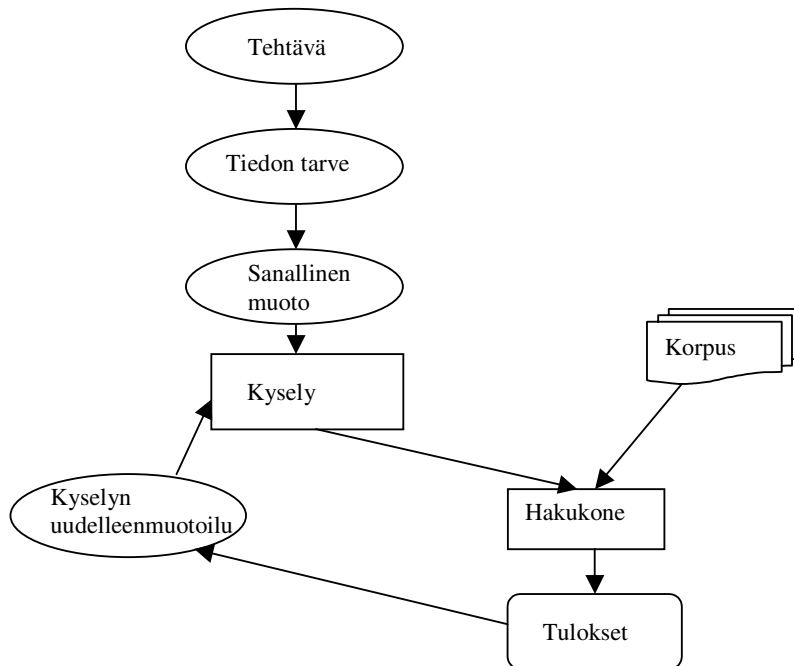 Tehtävä
Tiedon tarve
Sanallinen
muoto
Korpus
Kysely
Kyselyn
uudelleenmuotoilu
Hakukone
Tulokset